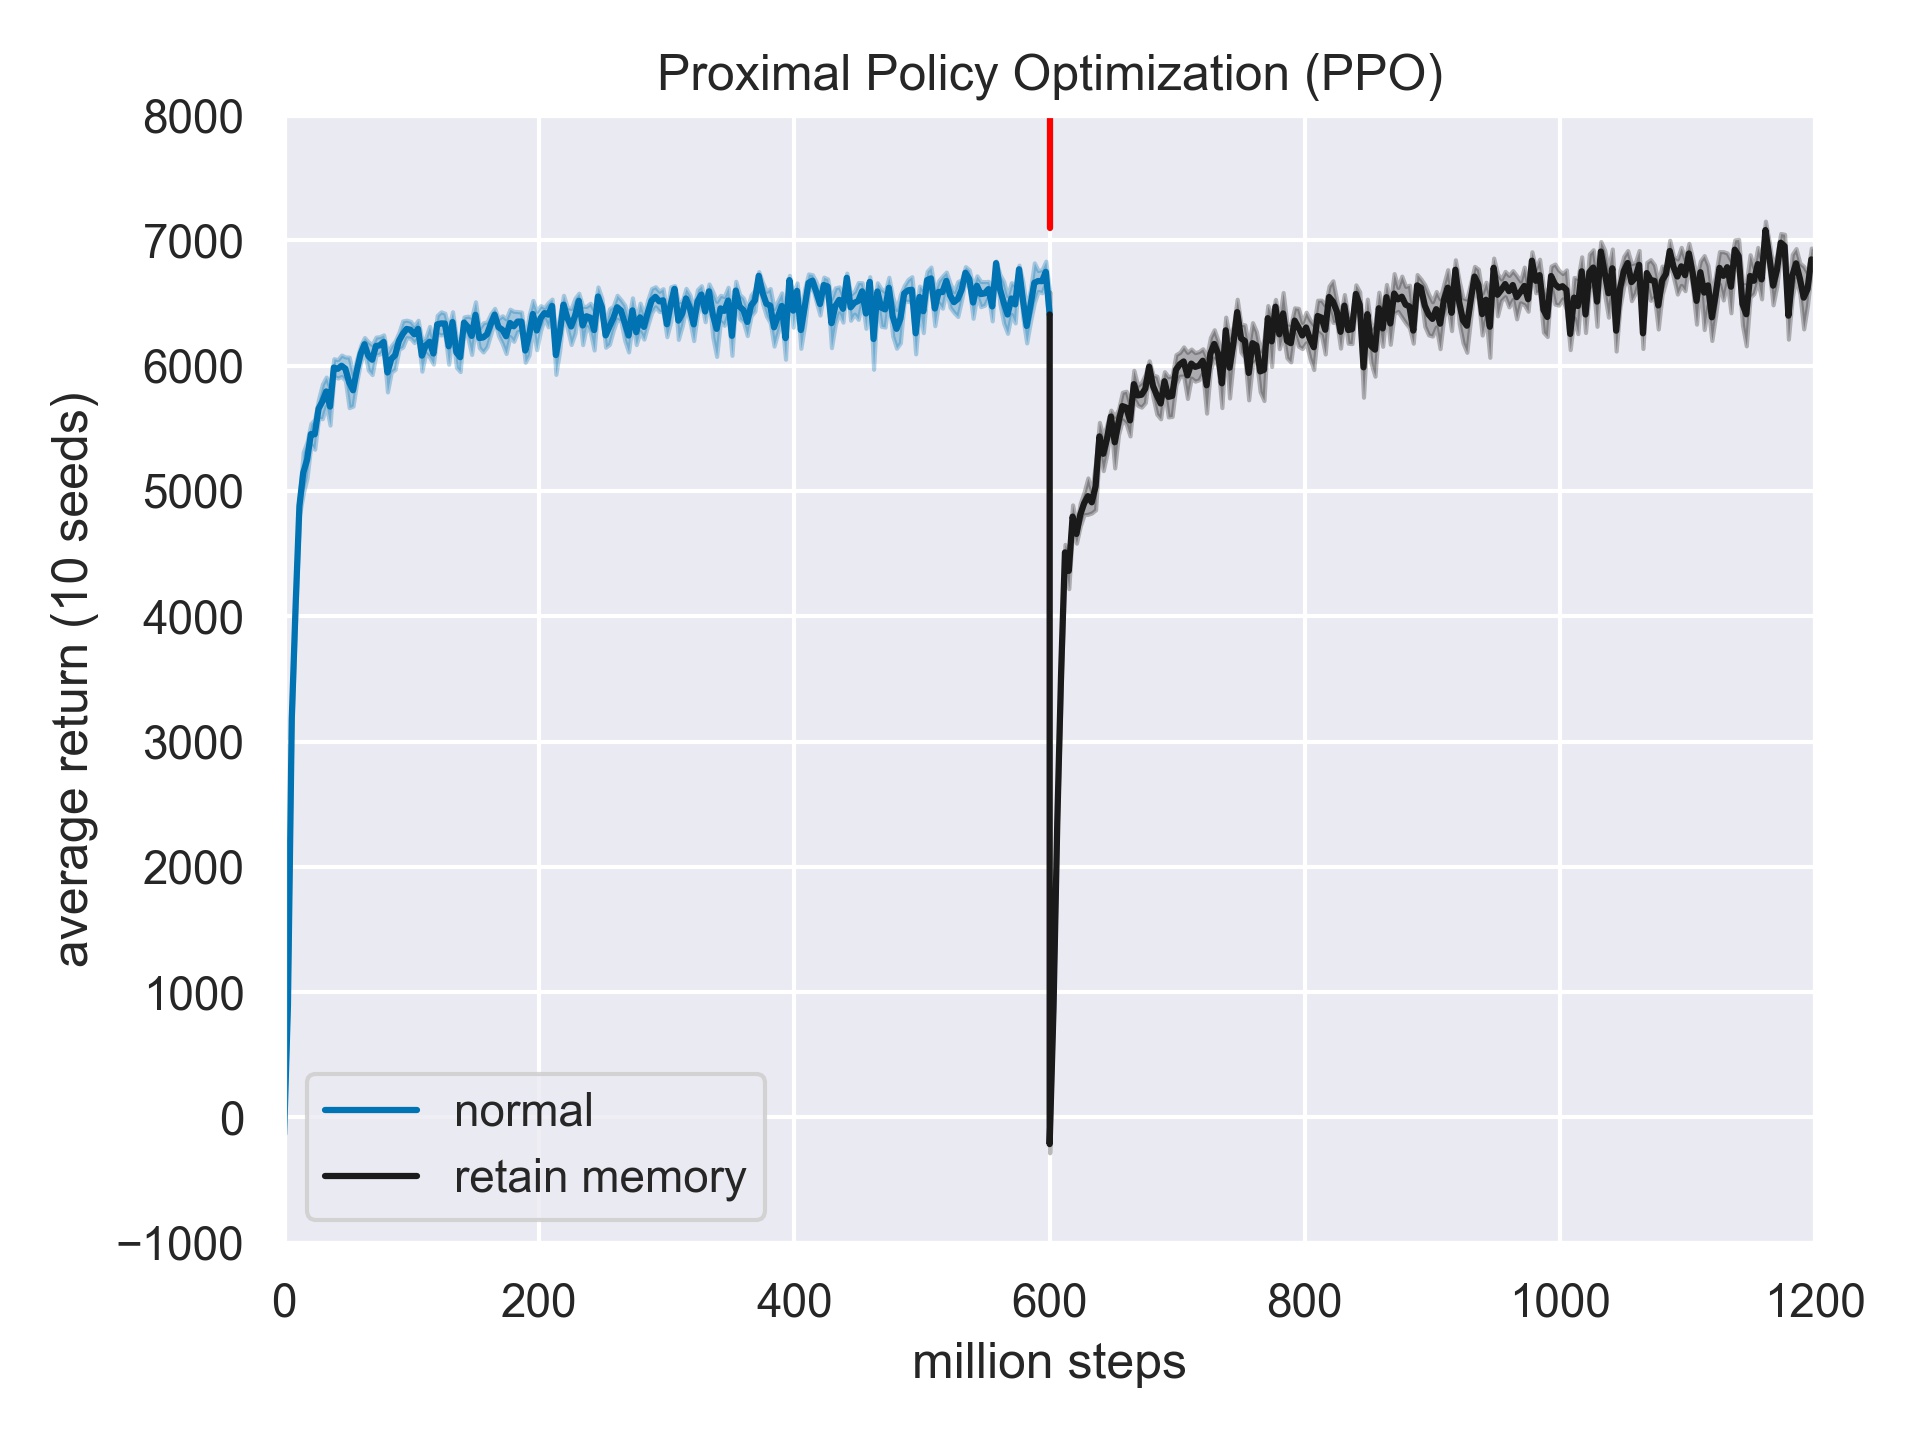 Proximal Policy Optimization (PPO)
8000
7000
6000
5000
4000
3000
2000
1000
0
−1000
average return (10 seeds)
normal
retain memory
0 200 400 600 800 1000 1200
million steps